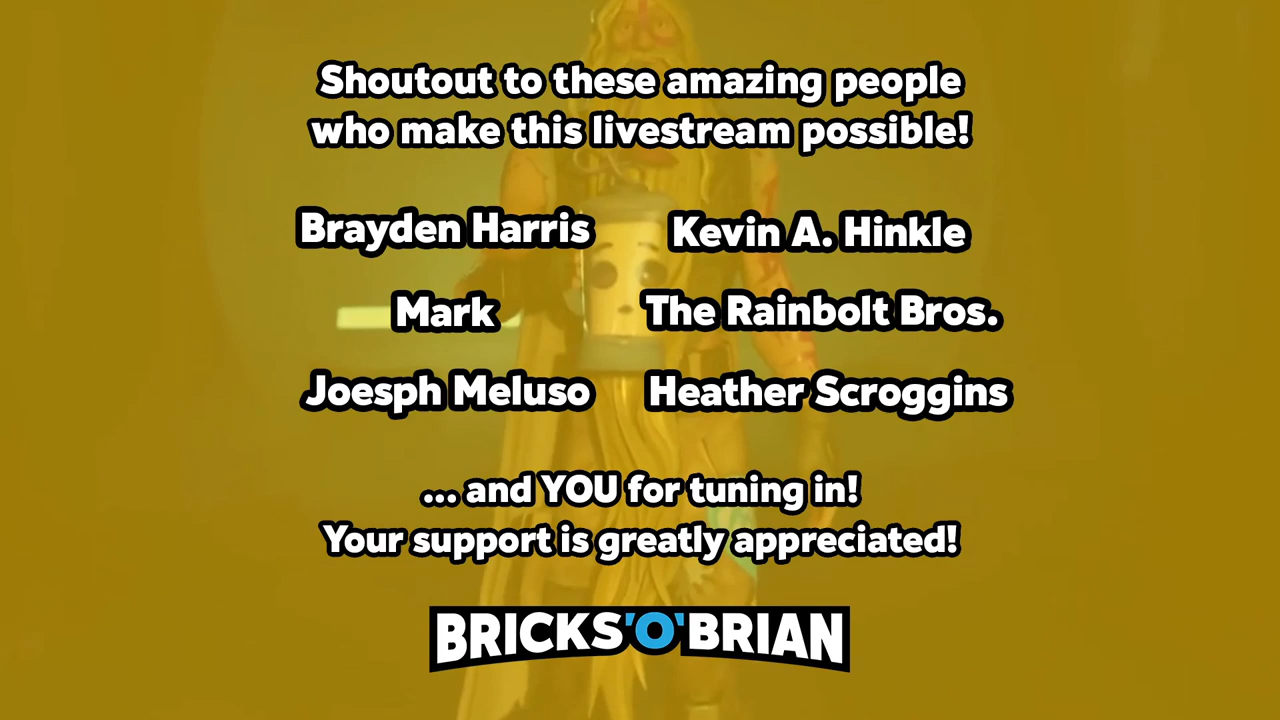 Shoutout to these amazing people
who make this livestream possible!
Brayden Harris
Kevin A. Hinkle
Mark
The Rainbolt Bros.
Joesph Meluso
Heather Scroggins
... and YOU for tuning in!
Your support is greatly appreciated!
BRICKS'O'BRIAN